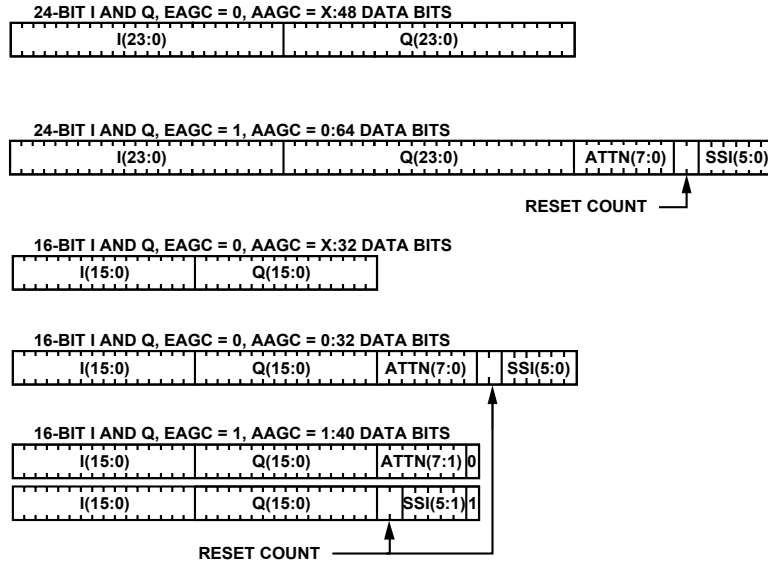 24-BIT I AND Q, EAGC = 0, AAGC = X:48 DATA BITS
I(23:0) Q(23:0)
24-BIT I AND Q, EAGC = 1, AAGC = 0:64 DATA BITS
I(23:0) Q(23:0) ATTN(7:0) SSI(5:0)
RESET COUNT
16-BIT I AND Q, EAGC = 0, AAGC = X:32 DATA BITS
I(15:0) Q(15:0)
16-BIT I AND Q, EAGC = 0, AAGC = 0:32 DATA BITS
I(15:0) Q(15:0) ATTN(7:0) SSI(5:0)
16-BIT I AND Q, EAGC = 1, AAGC = 1:40 DATA BITS
I(15:0) Q(15:0) ATTN(7:1) 0
I(15:0) Q(15:0) SSI(5:1) 1
RESET COUNT